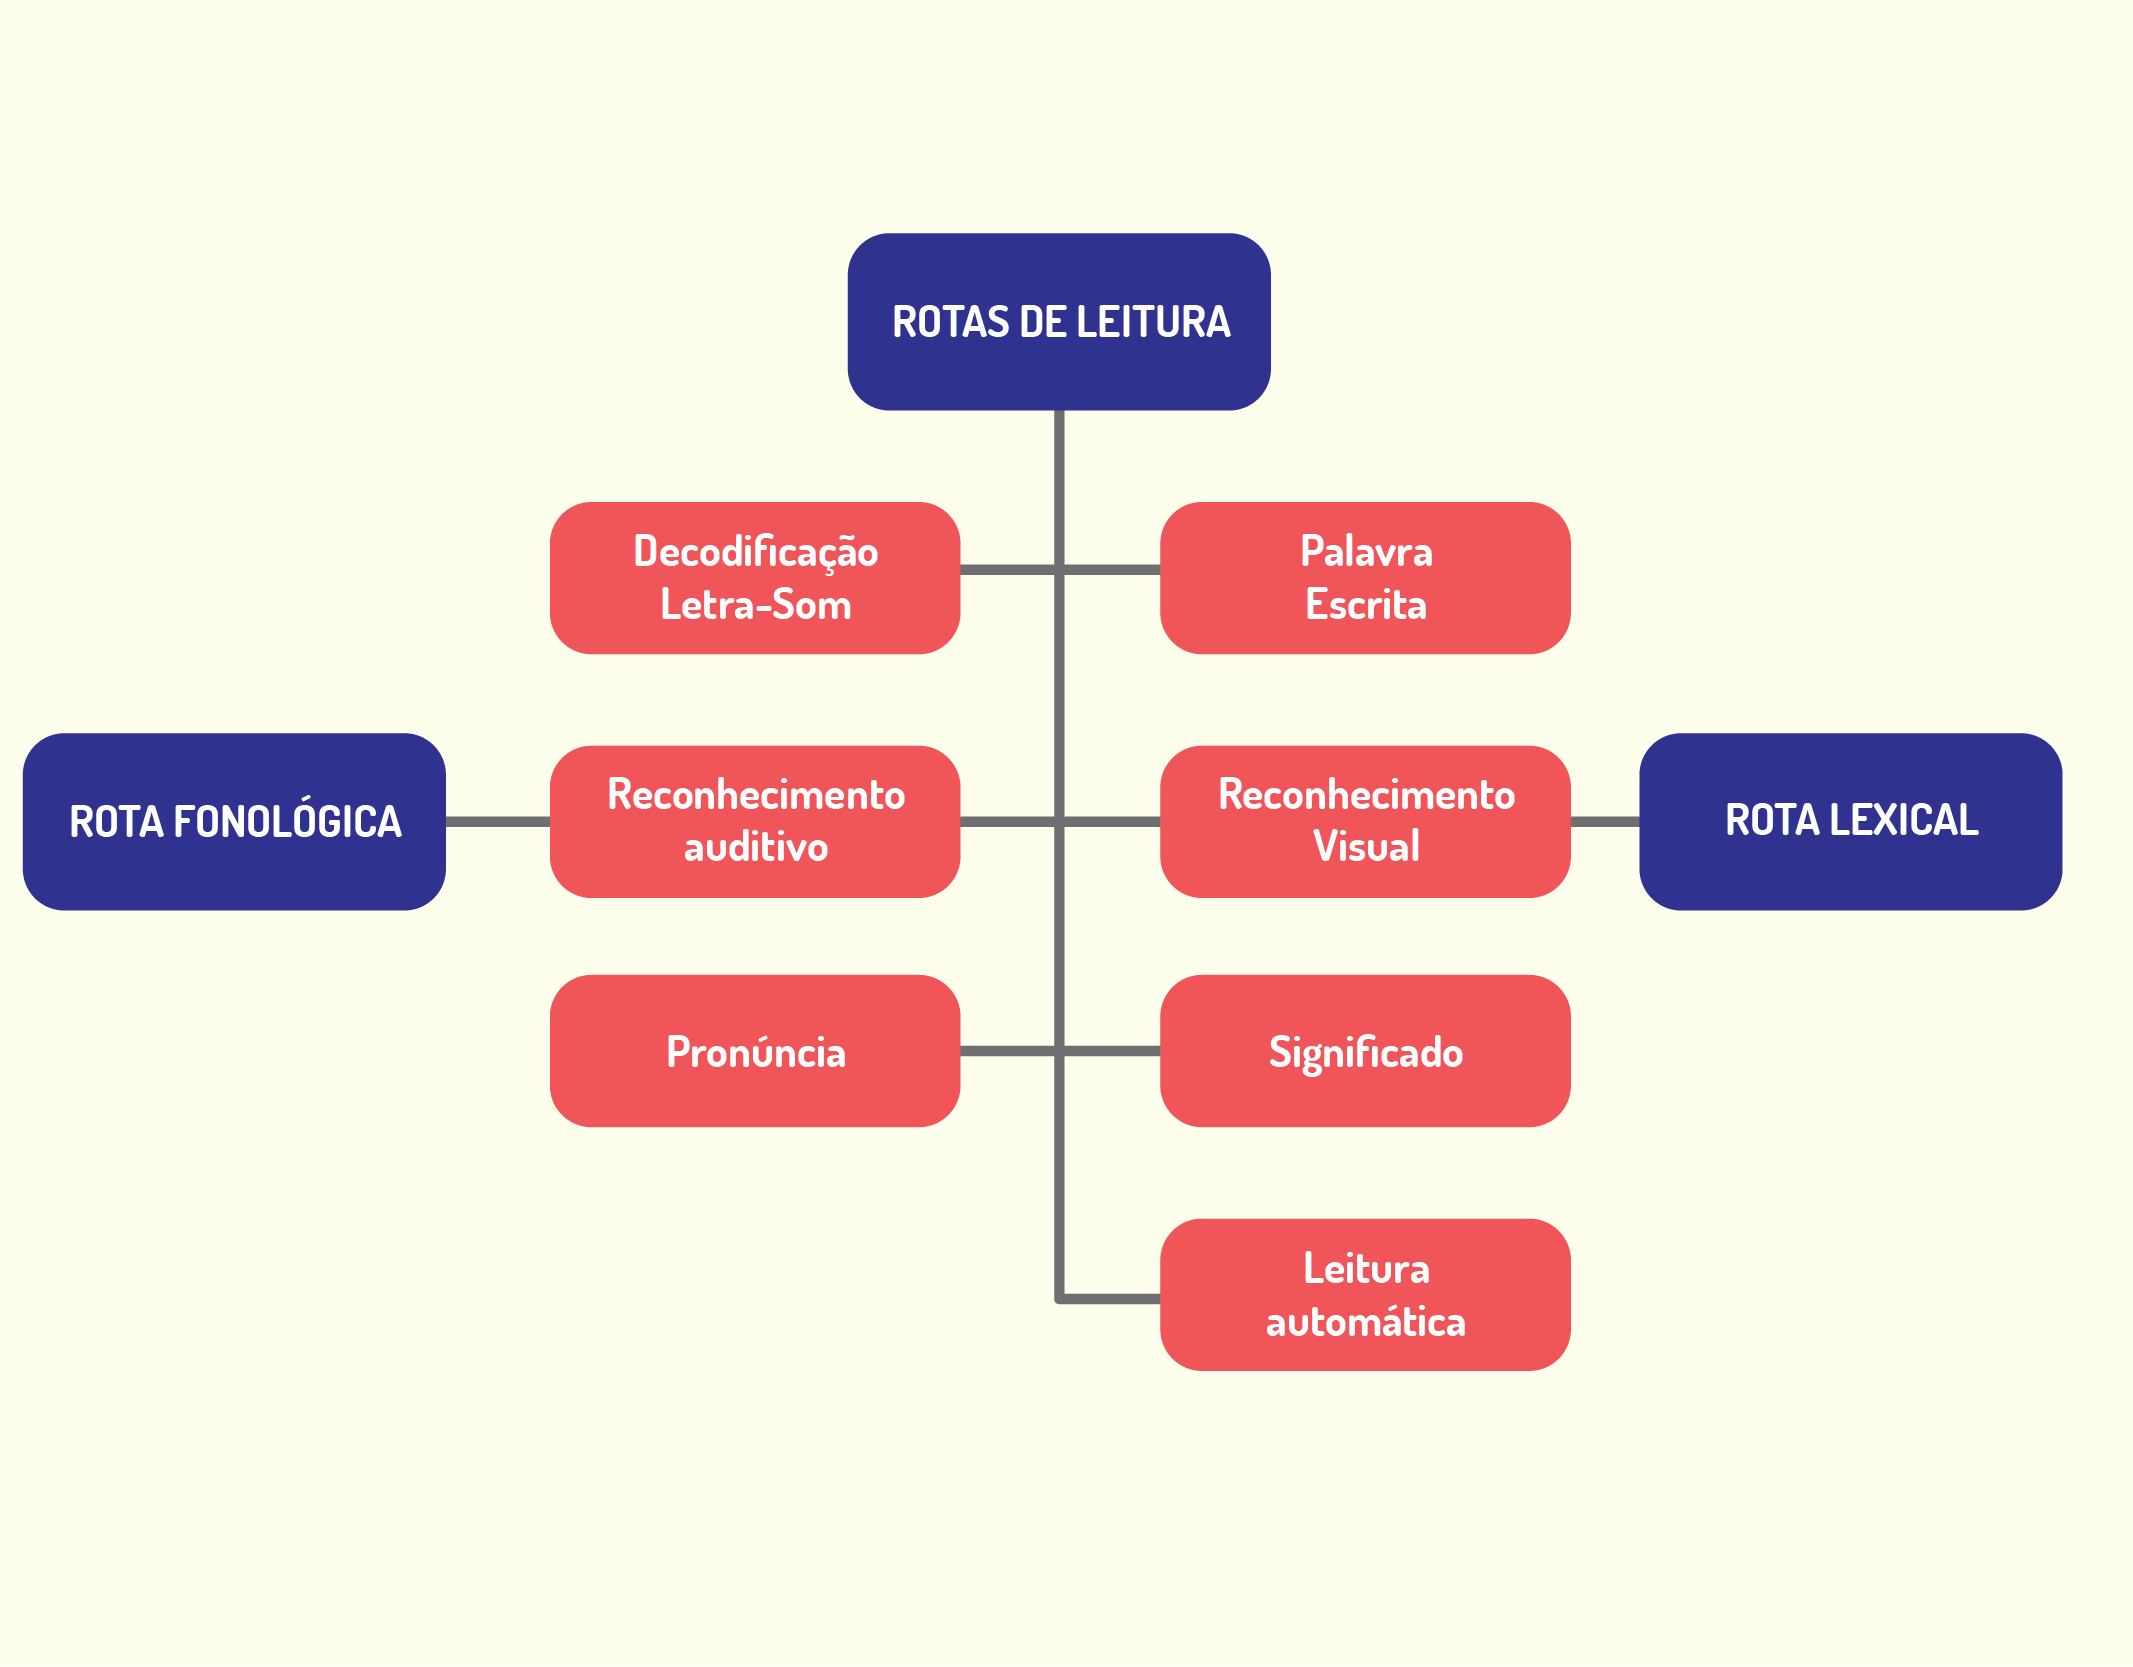 ROTAS DE LEITURA
Decodificação
Letra-Som
Palavra
Escrita
ROTA FONOLÓGICA
Reconhecimento
auditivo
Reconhecimento
Visual
ROTA LEXICAL
Pronúncia
Significado
Leitura
automática